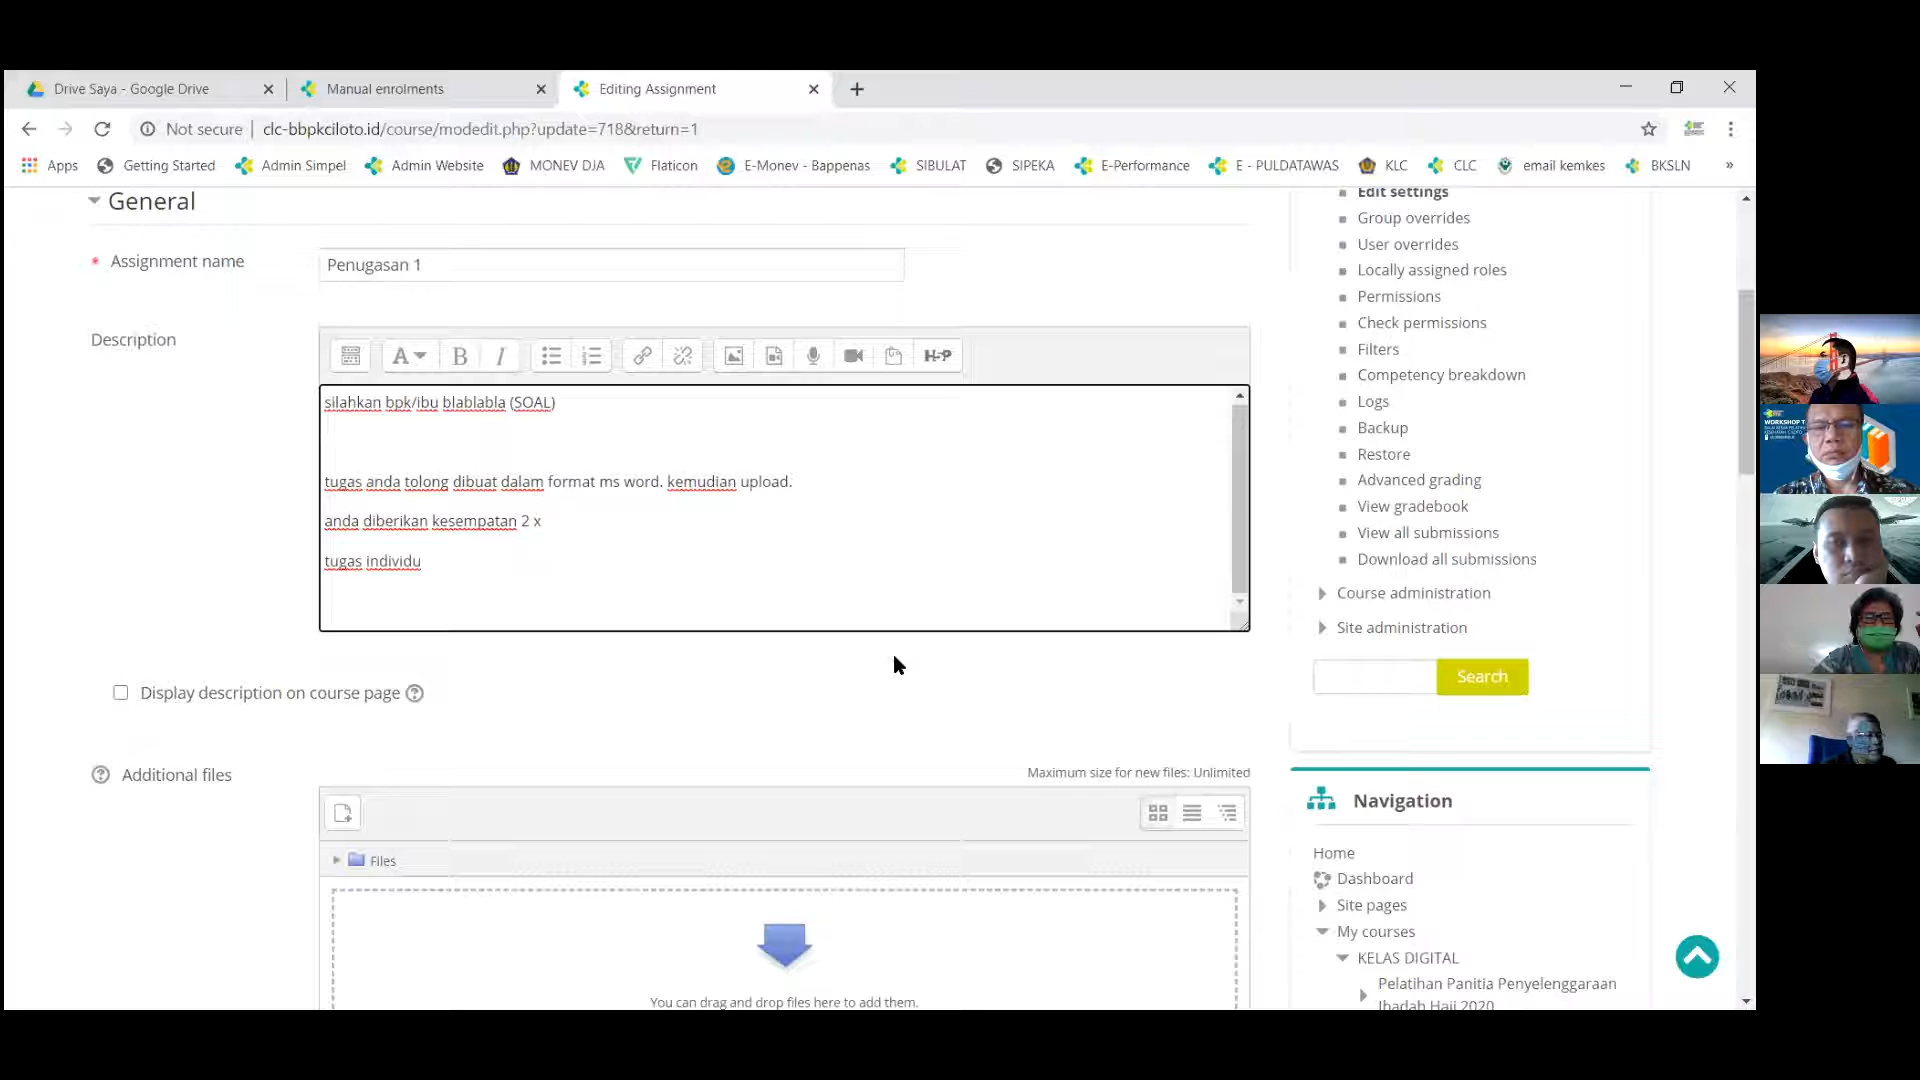 Drive Saya - Google Drive
Manual enrolments
Editing Assignment
Not secure | clc-bbpkciloto.id/course/modedit.php?update=718&return=1
Apps
Getting Started
Admin Simpel
Admin Website
MONEV DJA
Flaticon
E-Monev - Bappenas
SIBULAT
SIPEKA
E-Performance
E - PULDATAWAS
KLC
CLC
email kemkes
BKSLN
»
General
* Assignment name
Penugasan 1
Description
A B I H5P
silahkan bpk/ibu blablabla (SOAL)
tugas anda tolong dibuat dalam format ms word. kemudian upload.
anda diberikan kesempatan 2 x
tugas individu
Display description on course page
Additional files
Maximum size for new files: Unlimited
Files
You can drag and drop files here to add them.
Edit settings
Group overrides
User overrides
Locally assigned roles
Permissions
Check permissions
Filters
Competency breakdown
Logs
Backup
Restore
Advanced grading
View gradebook
View all submissions
Download all submissions
Course administration
Site administration
Search
Navigation
Home
Dashboard
Site pages
My courses
KELAS DIGITAL
Pelatihan Panitia Penyelenggaraan
Ibadah Haji 2020
WORKSHOP T